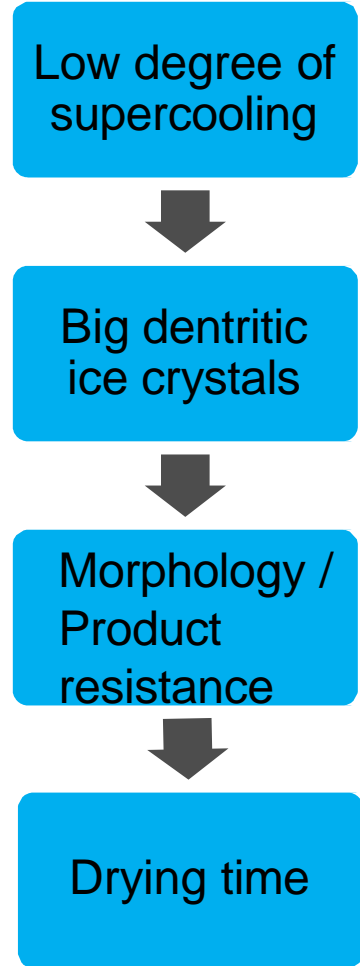 Low degree of
supercooling
Big dentritic
ice crystals
Morphology /
Product
resistance
Drying time